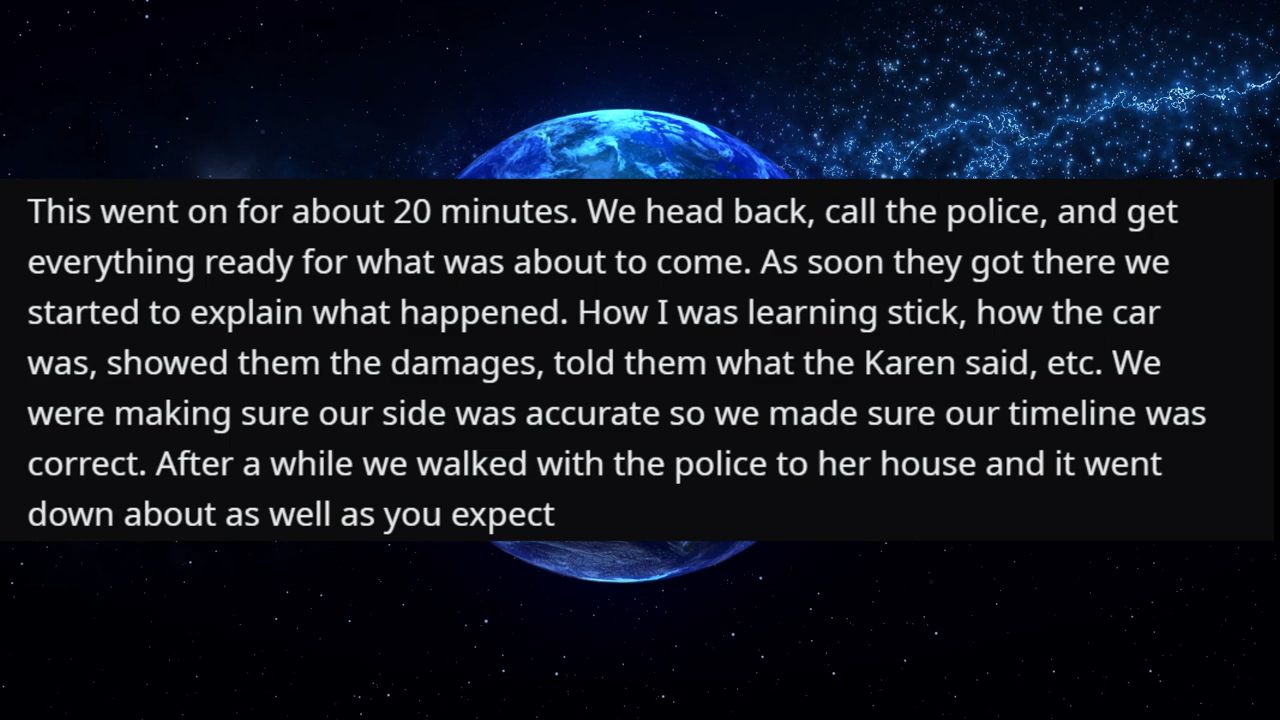 This went on for about 20 minutes. We head back, call the police, and get
everything ready for what was about to come. As soon they got there we
started to explain what happened. How I was learning stick, how the car
was, showed them the damages, told them what the Karen said, etc. We
were making sure our side was accurate so we made sure our timeline was
correct. After a while we walked with the police to her house and it went
down about as well as you expect